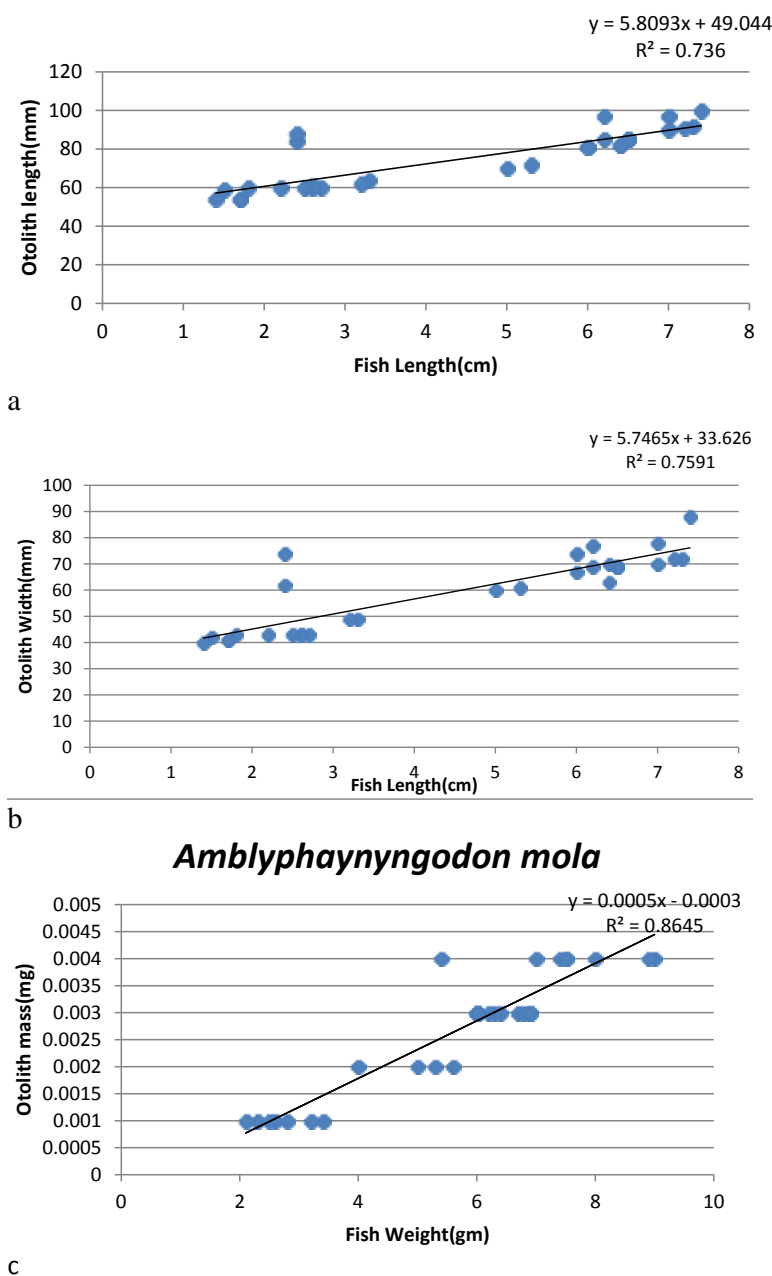 y = 5.8093x + 49.044
R² = 0.736
120
100
80
60
40
20
0
Otolith length(mm)
0 1 2 3 4 5 6 7 8
Fish Length(cm)
a
y = 5.7465x + 33.626
R² = 0.7591
100
90
80
70
60
50
40
30
20
10
0
Otolith Width(mm)
0 1 2 3 4 5 6 7 8
Fish Length(cm)
b
Amblyphaynyngodon mola
y = 0.0005x - 0.0003
R² = 0.8645
0.005
0.0045
0.004
0.0035
0.003
0.0025
0.002
0.0015
0.001
0.0005
0
Otolith mass(mg)
0 2 4 6 8 10
Fish Weight(gm)
c